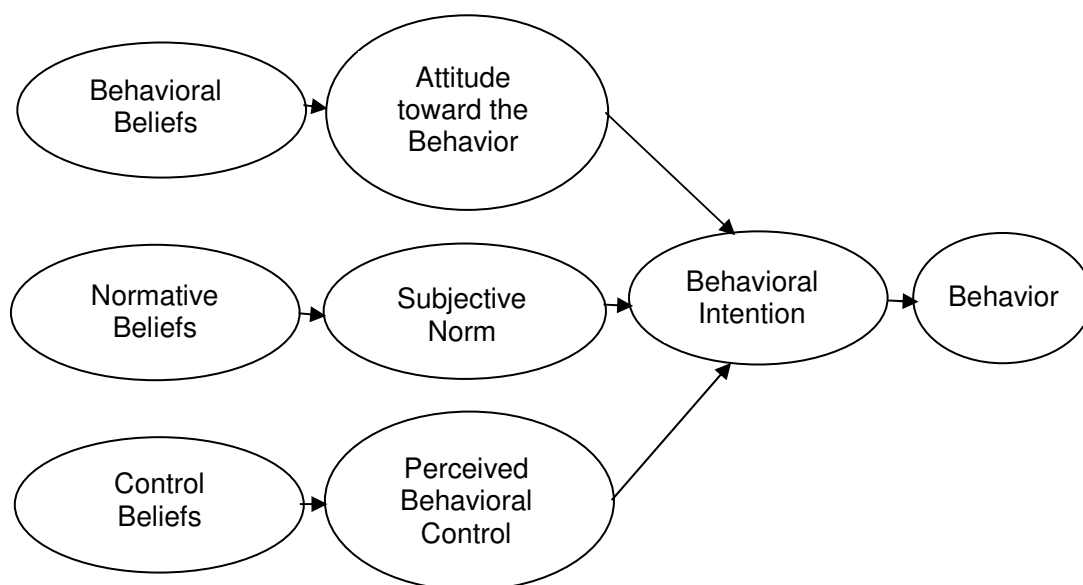 Behavioral
Beliefs
Attitude
toward the
Behavior
Normative
Beliefs
Subjective
Norm
Behavioral
Intention
Behavior
Control
Beliefs
Perceived
Behavioral
Control